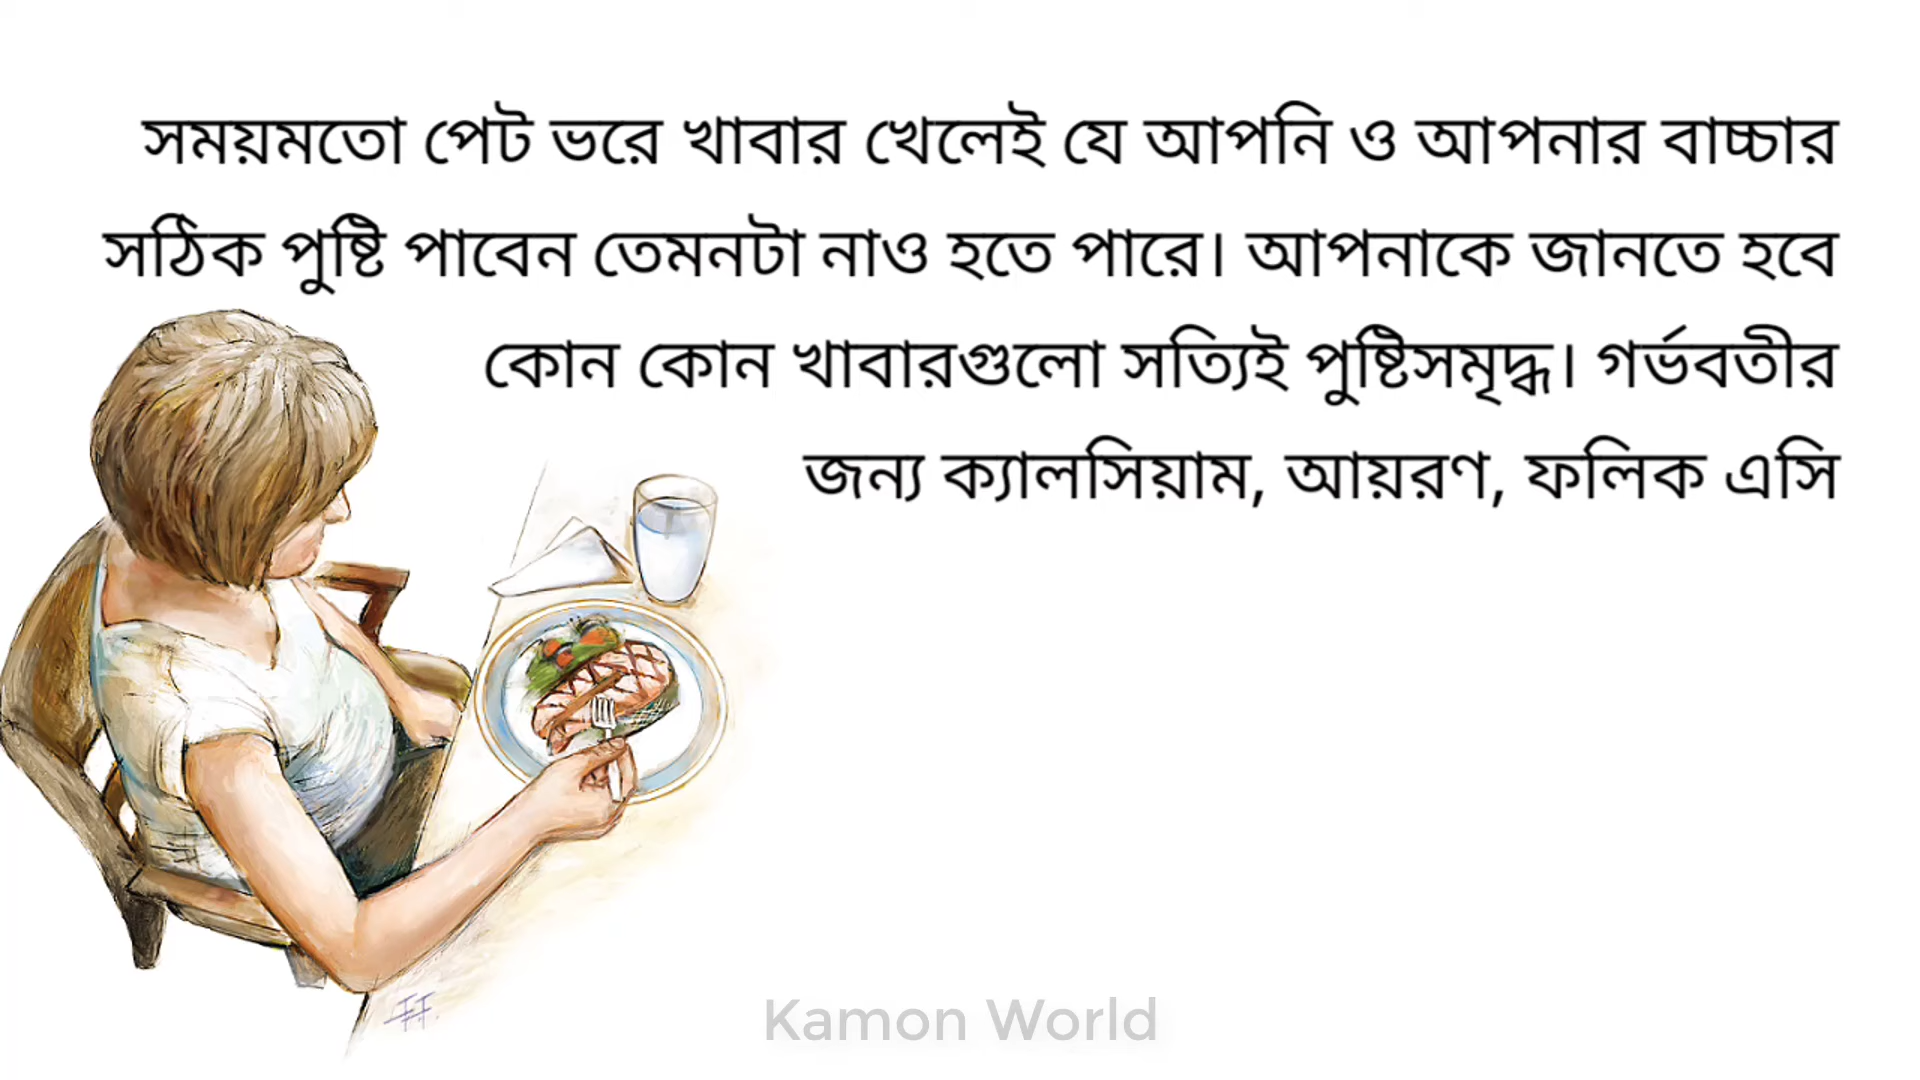 সময়মতো পেট ভরে খাবার খেলেই যে আপনি ও আপনার বাচ্চার
সঠিক পুষ্টি পাবেন তেমনটা নাও হতে পারে। আপনাকে জানতে হবে
কোন কোন খাবারগুলো সত্যিই পুষ্টিসমৃদ্ধ। গর্ভবতীর
জন্য ক্যালসিয়াম, আয়রণ, ফলিক এসি
Kamon World